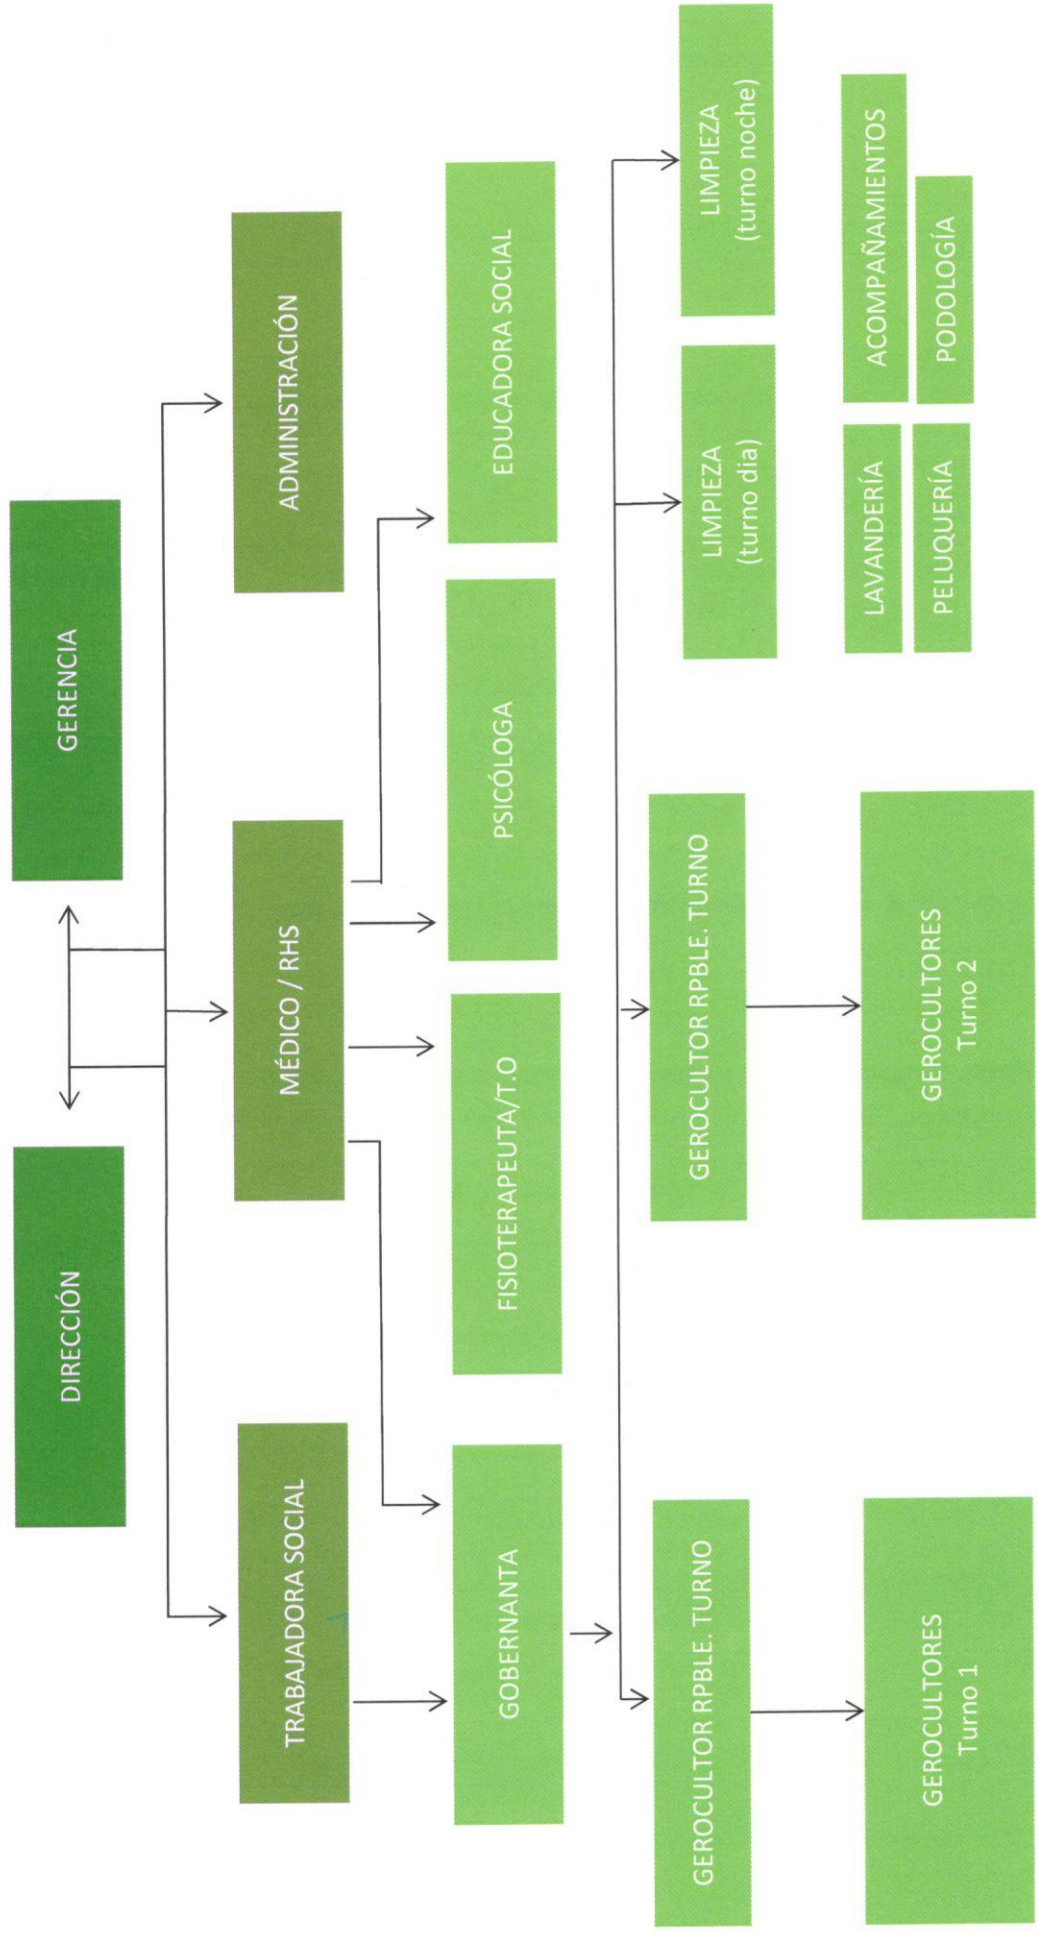 DIRECCIÓN
GERENCIA
TRABAJADORA SOCIAL
MÉDICO / RHS
ADMINISTRACIÓN
GOBERNANTA
FISIOTERAPEUTA/T.O
PSICÓLOGA
EDUCADORA SOCIAL
GEROCULTOR RPBLE. TURNO
GEROCULTOR RPBLE. TURNO
LIMPIEZA
(turno dia)
LIMPIEZA
(turno noche)
GEROCULTORES
Turno 1
GEROCULTORES
Turno 2
LAVANDERÍA
ACOMPAÑAMIENTOS
PELUQUERÍA
PODOLOGÍA